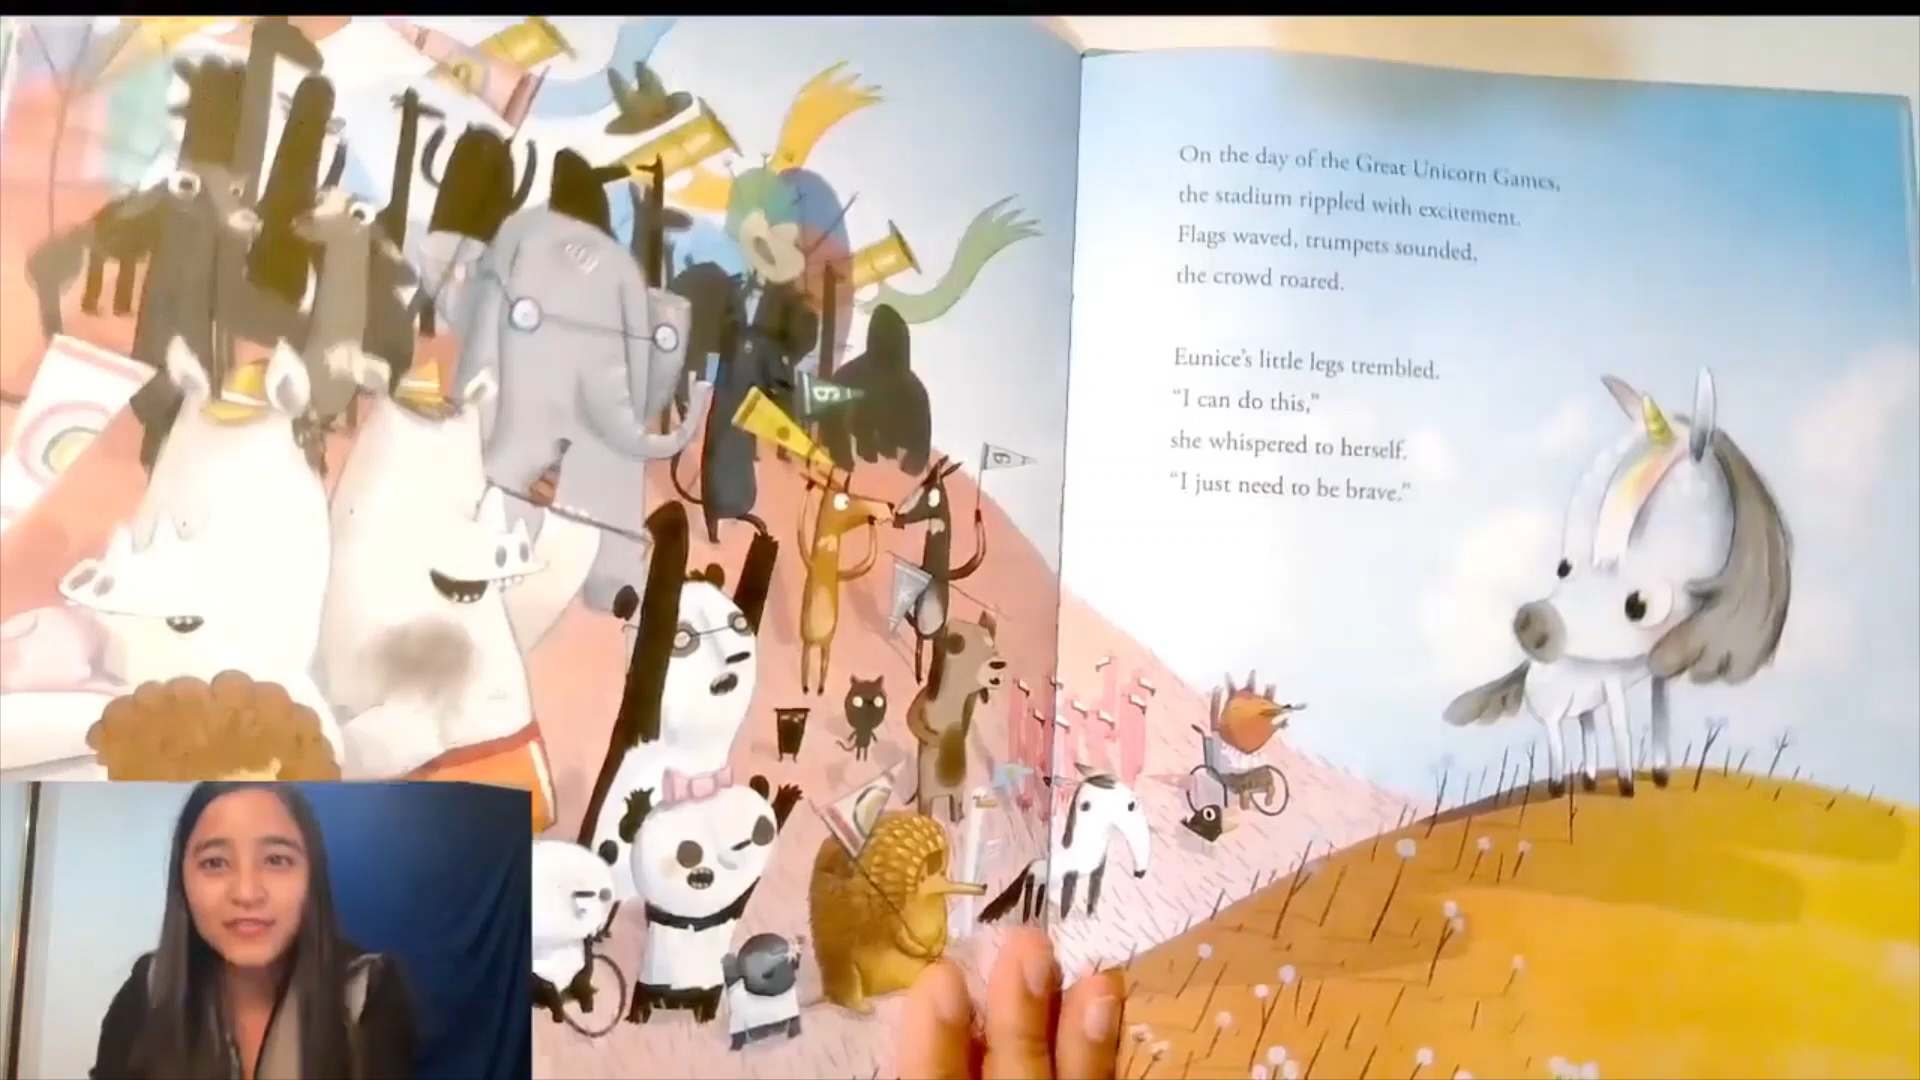 On the day of the Great Unicorn Games,
the stadium rippled with excitement.
Flags waved, trumpets sounded,
the crowd roared.
Eunice's little legs trembled.
“I can do this,”
she whispered to herself.
“I just need to be brave.”